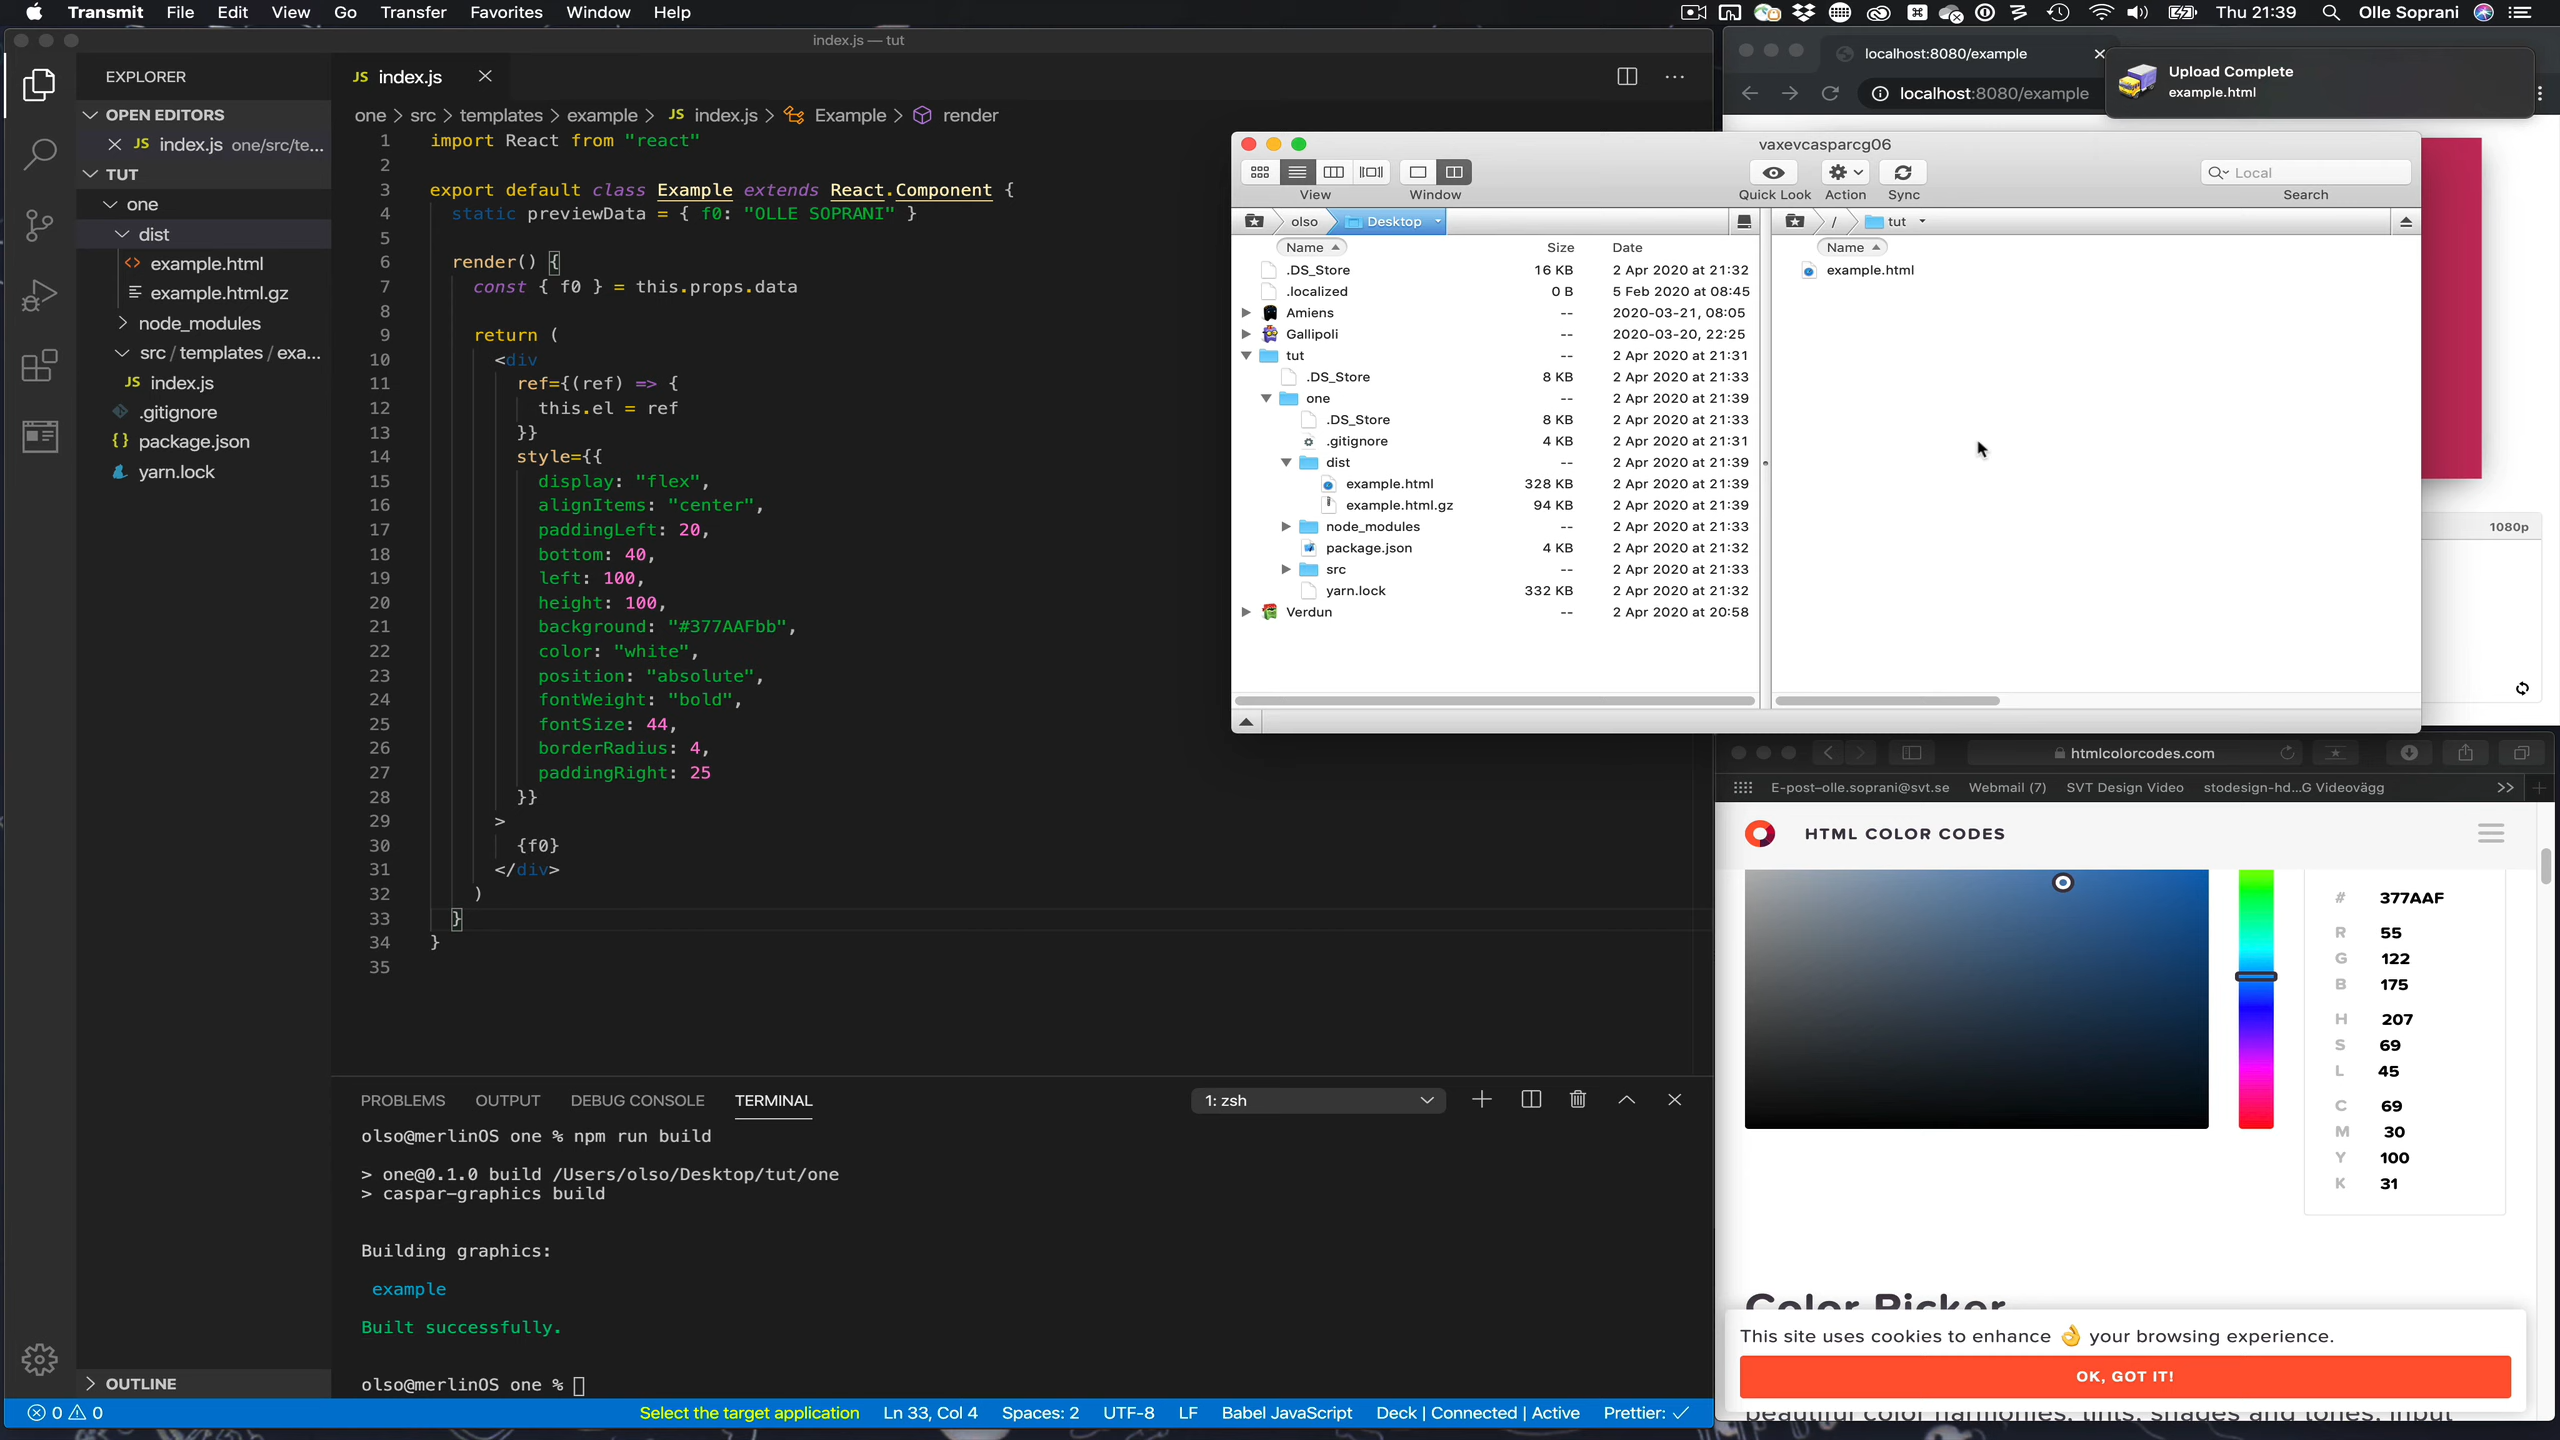 Transmit File Edit View Go Transfer Favorites Window Help
Thu 21:39 Olle Soprani
index.js — tut
EXPLORER
OPEN EDITORS
JS index.js one/src/te...
TUT
one
dist
<> example.html
example.html.gz
node_modules
src / templates / exa...
JS index.js
.gitignore
{} package.json
yarn.lock
OUTLINE
JS index.js
one > src > templates > example > JS index.js > Example > render
1 import React from "react"
2
3 export default class Example extends React.Component {
4 static previewData = { f0: "OLLE SOPRANI" }
5
6 render() {
7 const { f0 } = this.props.data
8
9 return (
10 <div
11 ref={(ref) => {
12 this.el = ref
13 }}
14 style={{
15 display: "flex",
16 alignItems: "center",
17 paddingLeft: 20,
18 bottom: 40,
19 left: 100,
20 height: 100,
21 background: "#377AAFbb",
22 color: "white",
23 position: "absolute",
24 fontWeight: "bold",
25 fontSize: 44,
26 borderRadius: 4,
27 paddingRight: 25
28 }}
29 >
30 {f0}
31 </div>
32 )
33 }
34 }
35
PROBLEMS OUTPUT DEBUG CONSOLE TERMINAL
1: zsh
olso@merlinOS one % npm run build
> one@0.1.0 build /Users/olso/Desktop/tut/one
> caspar-graphics build
Building graphics:
example
Built successfully.
olso@merlinOS one %
0 0 Select the target application Ln 33, Col 4 Spaces: 2 UTF-8 LF Babel JavaScript Deck | Connected | Active Prettier: ✓
localhost:8080/example
localhost:8080/example
Upload Complete
example.html
1080p
vaxevcasparcg06
View Window Quick Look Action Sync Search
Local
olso Desktop
Name Size Date
.DS_Store 16 KB 2 Apr 2020 at 21:32
.localized 0 B 5 Feb 2020 at 08:45
Amiens -- 2020-03-21, 08:05
Gallipoli -- 2020-03-20, 22:25
tut -- 2 Apr 2020 at 21:31
.DS_Store 8 KB 2 Apr 2020 at 21:33
one -- 2 Apr 2020 at 21:39
.DS_Store 8 KB 2 Apr 2020 at 21:33
.gitignore 4 KB 2 Apr 2020 at 21:31
dist -- 2 Apr 2020 at 21:39
example.html 328 KB 2 Apr 2020 at 21:39
example.html.gz 94 KB 2 Apr 2020 at 21:39
node_modules -- 2 Apr 2020 at 21:33
package.json 4 KB 2 Apr 2020 at 21:32
src -- 2 Apr 2020 at 21:33
yarn.lock 332 KB 2 Apr 2020 at 21:32
Verdun -- 2 Apr 2020 at 20:58
/ tut
Name
example.html
htmlcolorcodes.com
E-post–olle.soprani@svt.se Webmail (7) SVT Design Video stodesign-hd...G Videovägg >>
HTML COLOR CODES
# 377AAF
R 55
G 122
B 175
H 207
S 69
L 45
C 69
M 30
Y 100
K 31
Color Picker
This site uses cookies to enhance 👌 your browsing experience.
OK, GOT IT!
beautiful color harmonies, tints, shades and tones, input